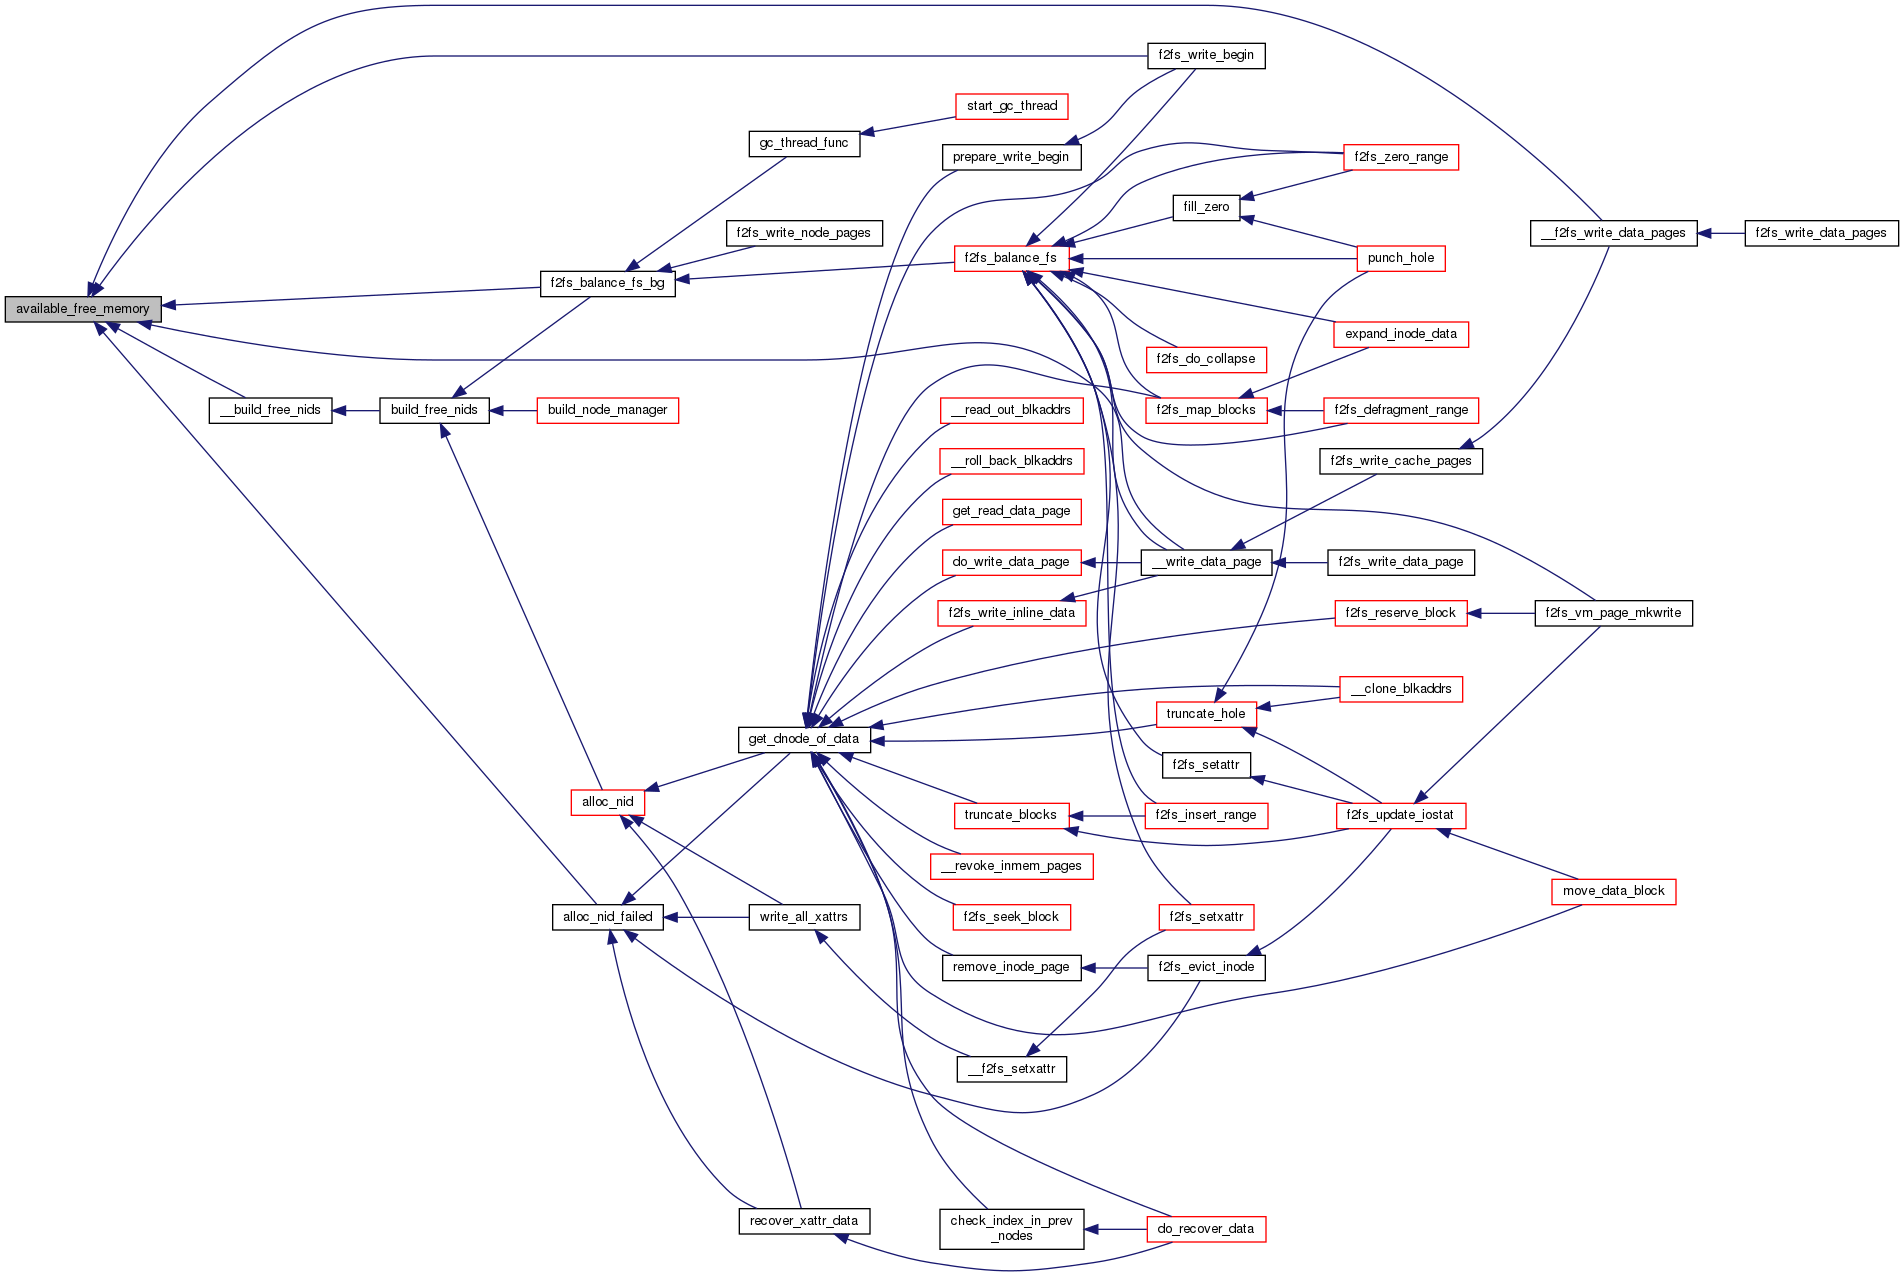 f2fs_write_begin
start_gc_thread
gc_thread_func
prepare_write_begin
f2fs_zero_range
fill_zero
f2fs_write_node_pages
__f2fs_write_data_pages
f2fs_write_data_pages
f2fs_balance_fs
punch_hole
f2fs_balance_fs_bg
available_free_memory
expand_inode_data
f2fs_do_collapse
__build_free_nids
build_free_nids
build_node_manager
__read_out_blkaddrs
f2fs_map_blocks
f2fs_defragment_range
__roll_back_blkaddrs
f2fs_write_cache_pages
get_read_data_page
do_write_data_page
__write_data_page
f2fs_write_data_page
f2fs_write_inline_data
f2fs_reserve_block
f2fs_vm_page_mkwrite
__clone_blkaddrs
truncate_hole
get_dnode_of_data
f2fs_setattr
alloc_nid
truncate_blocks
f2fs_insert_range
f2fs_update_iostat
__revoke_inmem_pages
move_data_block
alloc_nid_failed
write_all_xattrs
f2fs_seek_block
f2fs_setxattr
remove_inode_page
f2fs_evict_inode
__f2fs_setxattr
recover_xattr_data
check_index_in_prev
_nodes
do_recover_data